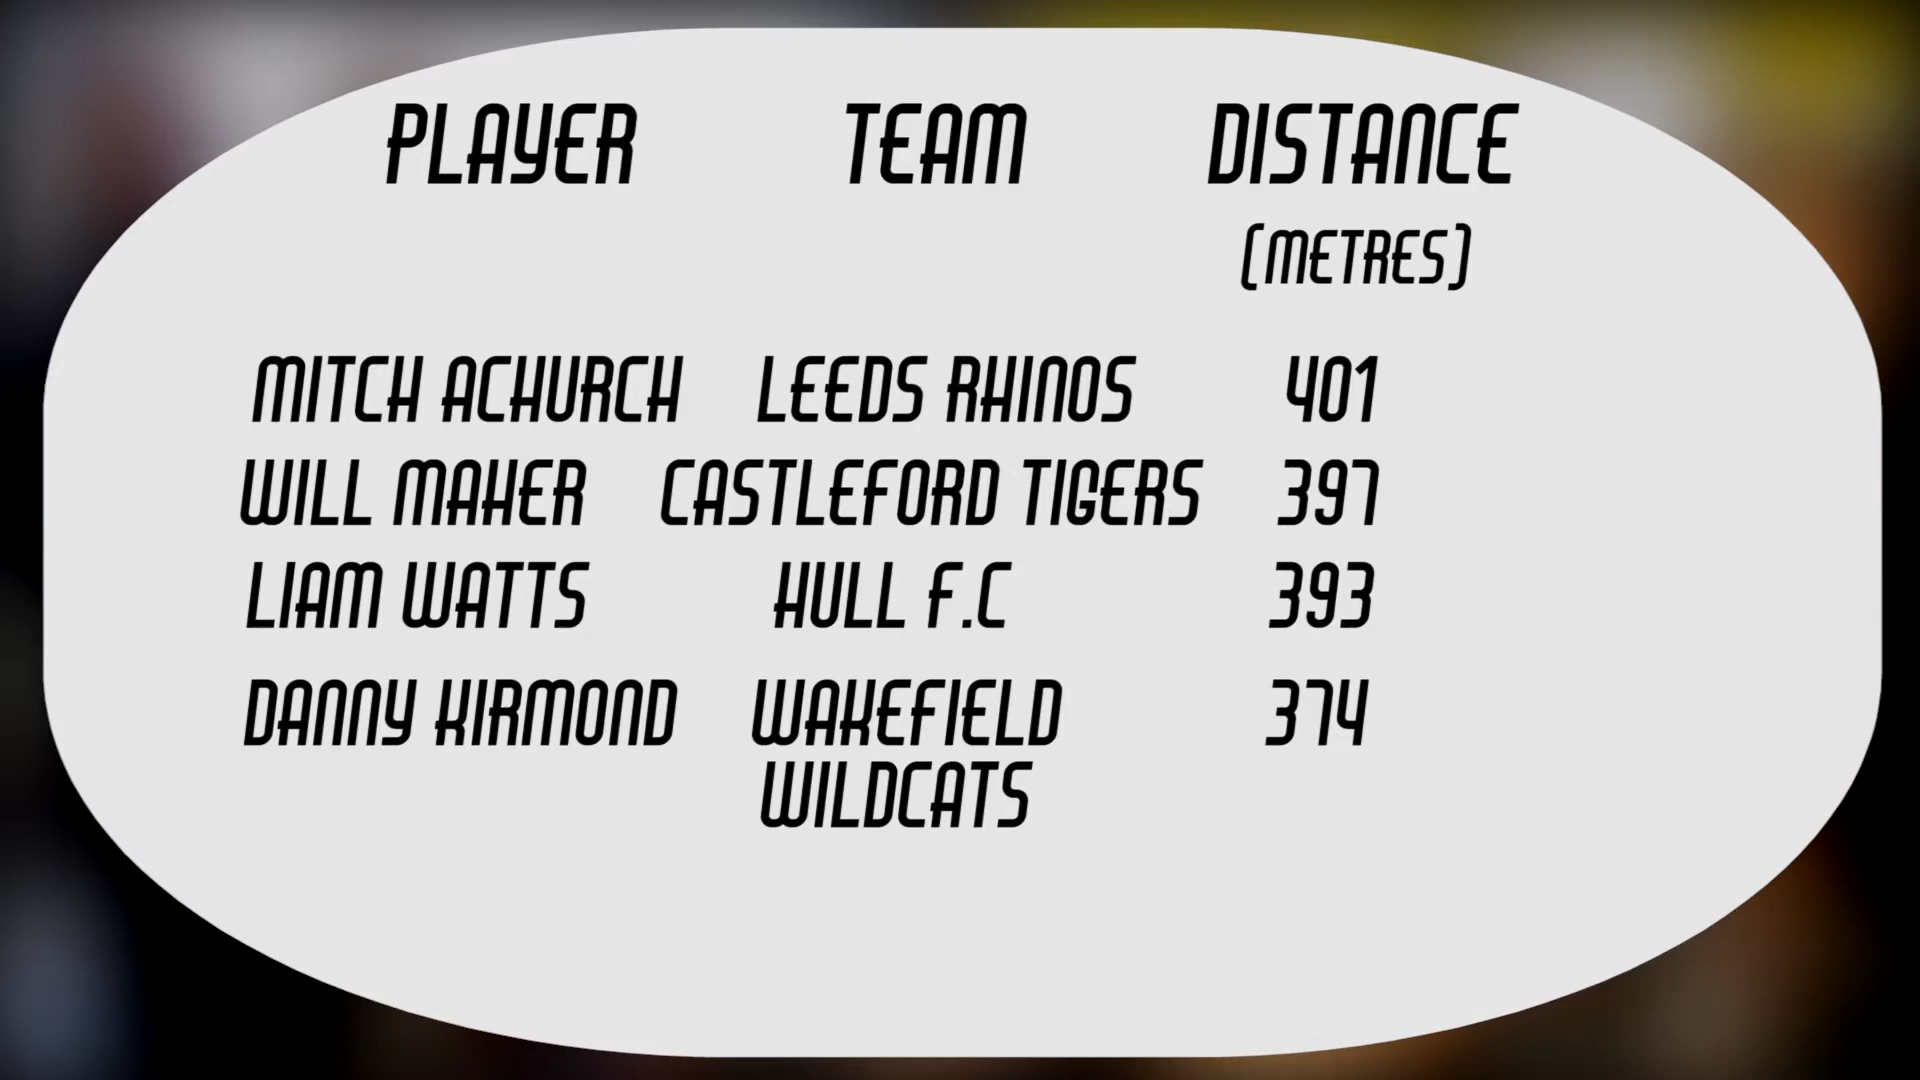 PLAYER TEAM DISTANCE
(METRES)
MITCH ACHURCH LEEDS RHINOS 401
WILL MAHER CASTLEFORD TIGERS 397
LIAM WATTS HULL F.C 393
DANNY KIRMOND WAKEFIELD 374
WILDCATS